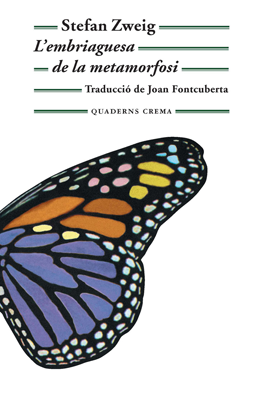 Stefan Zweig
L’embriaguesa
de la metamorfosi
Traducció de Joan Fontcuberta
QUADERNS CREMA